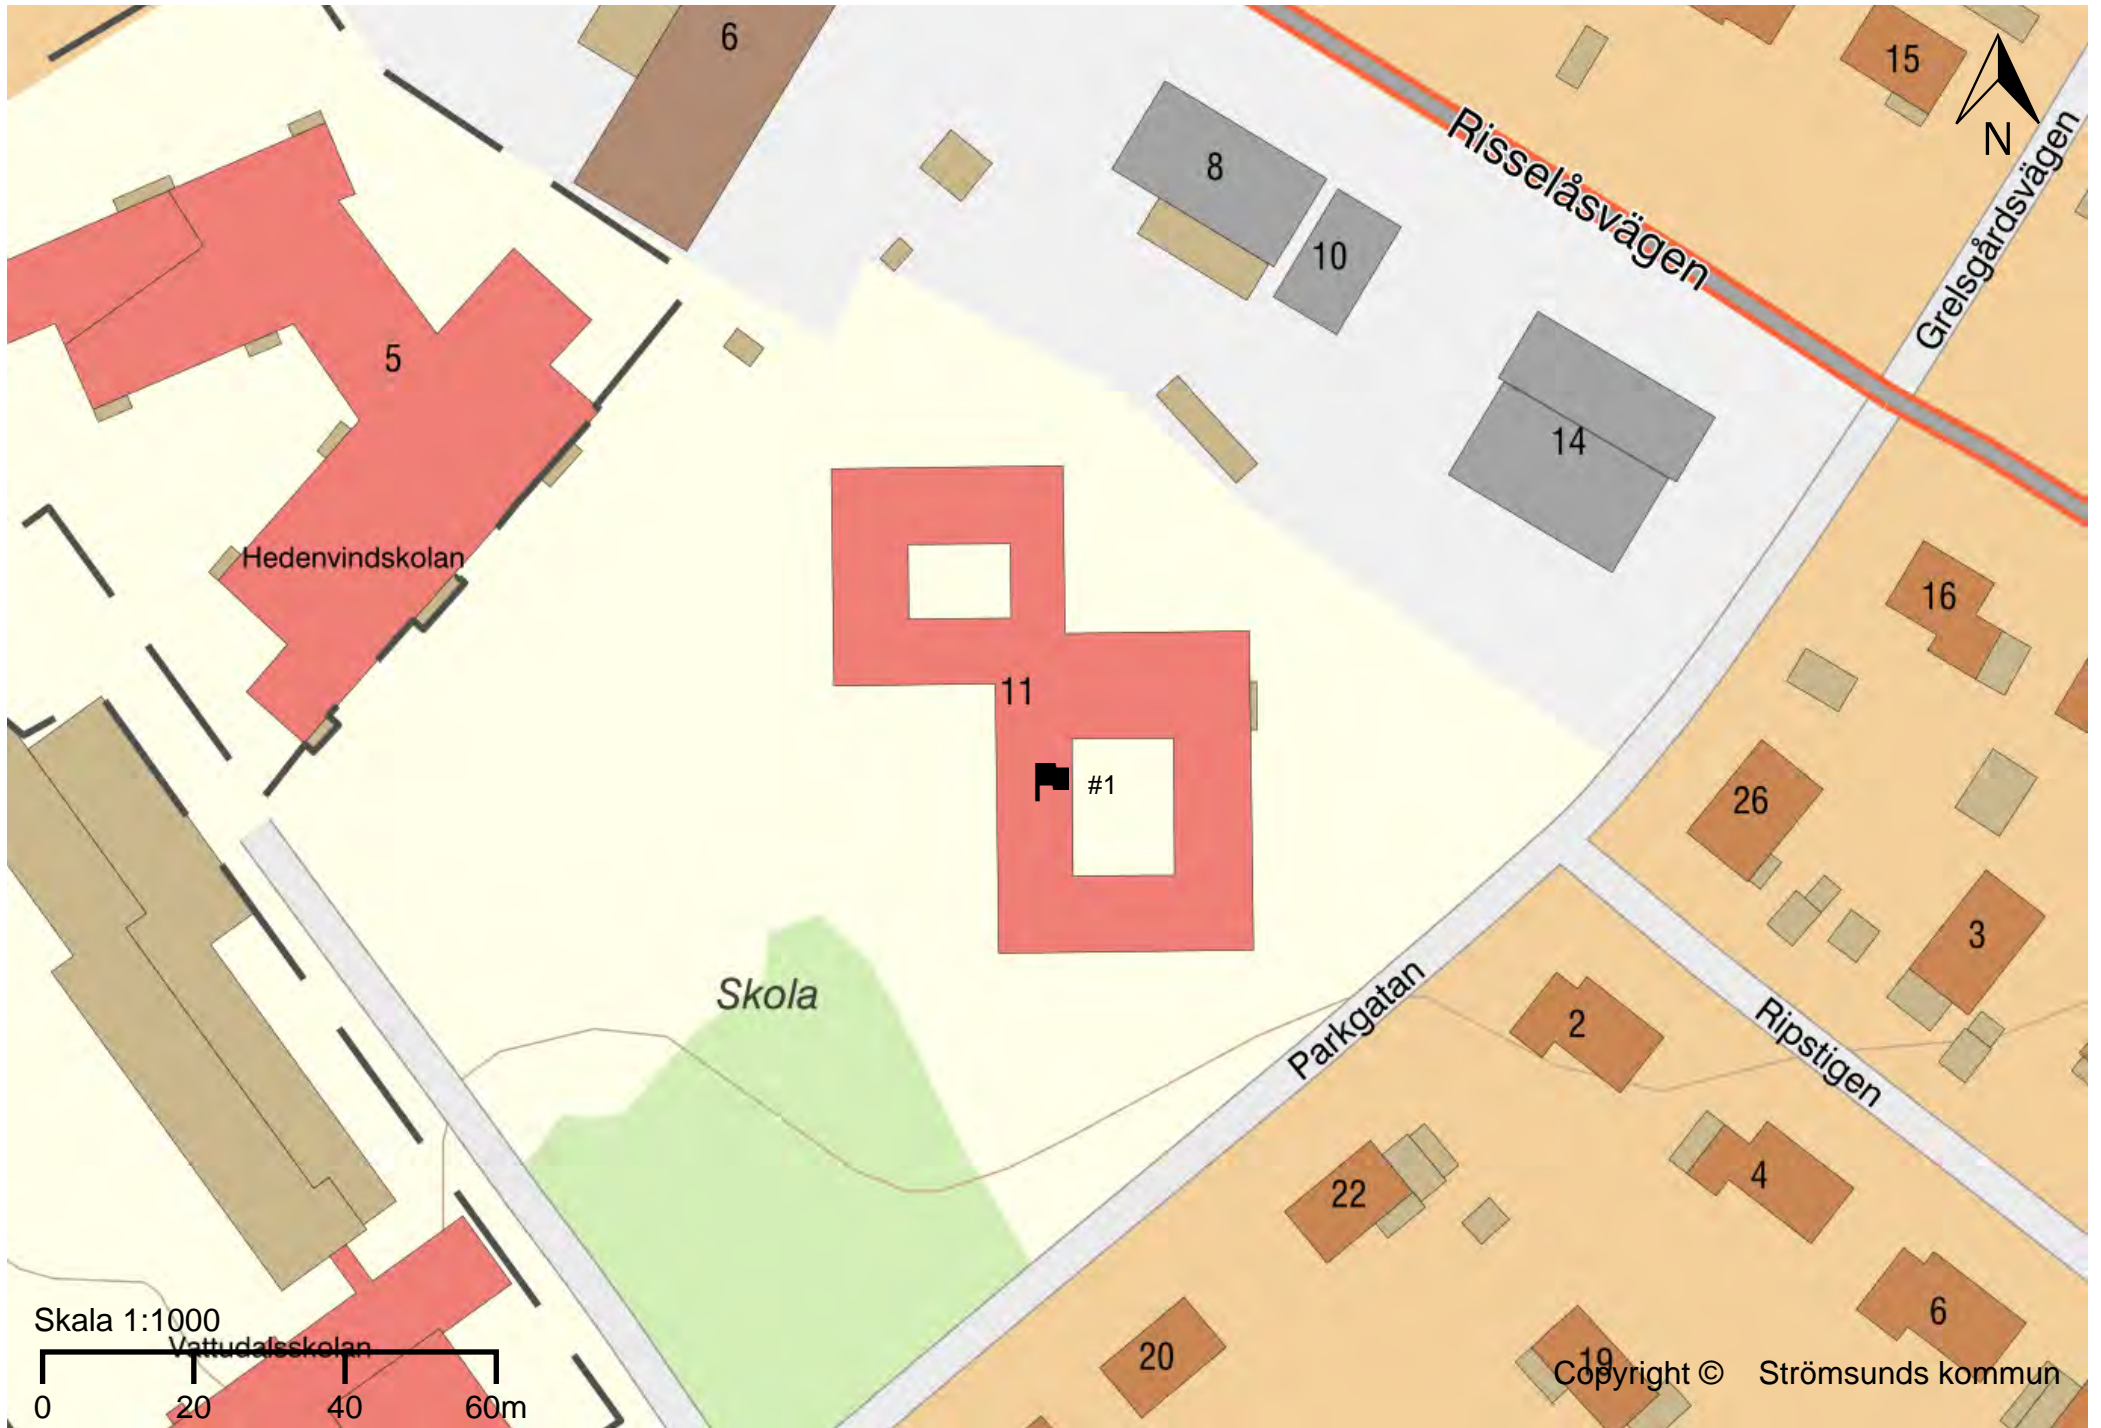 6
15
N
8
Risselåsvägen
Grelsgårdsvägen
10
5
14
Hedenvindskolan
16
11
#1
26
3
Skola
Parkgatan
2
Ripstigen
4
22
6
20
19
Skala 1:1000
Vattudalsskolan
0 20 40 60m
Copyright © Strömsunds kommun